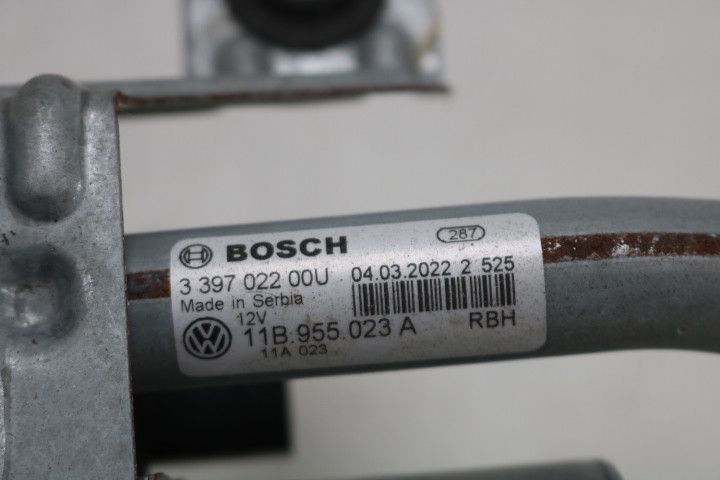 BOSCH 287
3 397 022 00U 04.03.2022 2 525
Made in Serbia
12V
11B.955.023 A RBH
11A 023